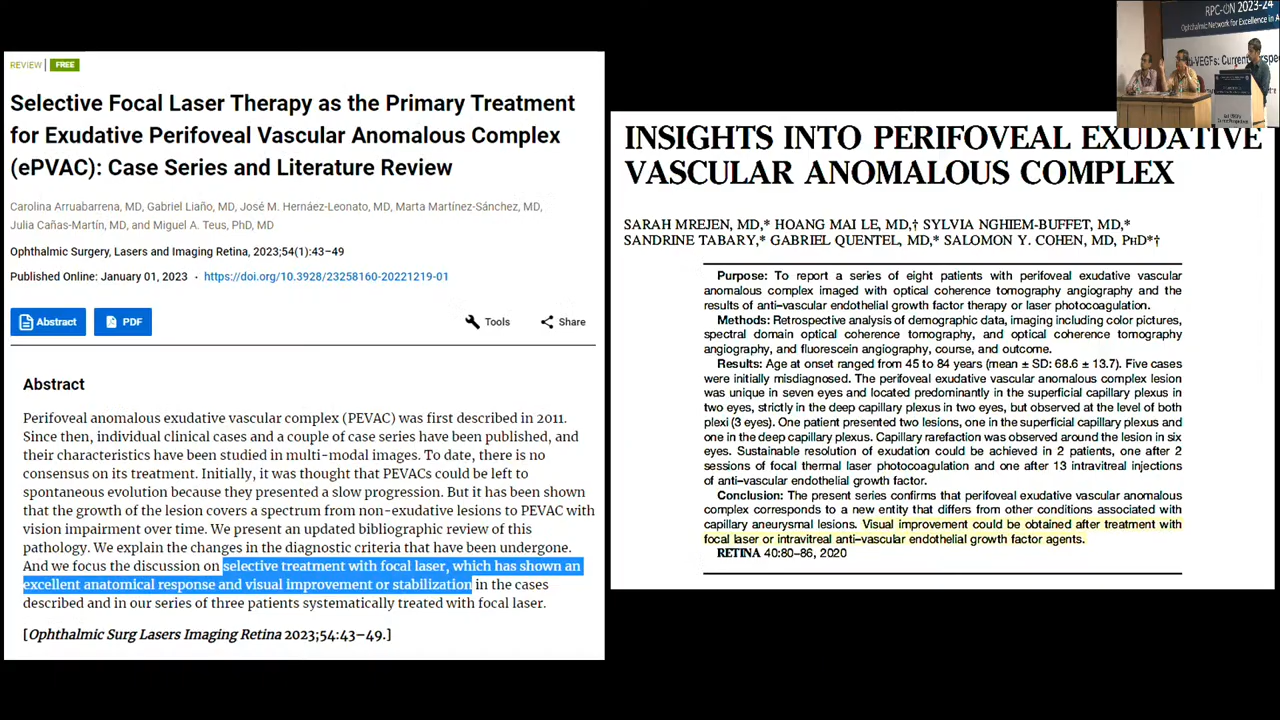 REVIEW | FREE
Selective Focal Laser Therapy as the Primary Treatment
for Exudative Perifoveal Vascular Anomalous Complex
(ePVAC): Case Series and Literature Review
Carolina Arruabarrena, MD, Gabriel Liaño, MD, José M. Hernáez-Leonato, MD, Marta Martínez-Sánchez, MD,
Julia Cañas-Martín, MD, and Miguel A. Teus, PhD, MD
Ophthalmic Surgery, Lasers and Imaging Retina, 2023;54(1):43–49
Published Online: January 01, 2023 • https://doi.org/10.3928/23258160-20221219-01
Abstract PDF Tools Share
Abstract
Perifoveal anomalous exudative vascular complex (PEVAC) was first described in 2011.
Since then, individual clinical cases and a couple of case series have been published, and
their characteristics have been studied in multi-modal images. To date, there is no
consensus on its treatment. Initially, it was thought that PEVACs could be left to
spontaneous evolution because they presented a slow progression. But it has been shown
that the growth of the lesion covers a spectrum from non-exudative lesions to PEVAC with
vision impairment over time. We present an updated bibliographic review of this
pathology. We explain the changes in the diagnostic criteria that have been undergone.
And we focus the discussion on selective treatment with focal laser, which has shown an
excellent anatomical response and visual improvement or stabilization in the cases
described and in our series of three patients systematically treated with focal laser.
[Ophthalmic Surg Lasers Imaging Retina 2023;54:43–49.]
RPC-ON 2023-24
Ophthalmic Network for Excellence in
VEGFs: Current
INSIGHTS INTO PERIFOVEAL EXUDATIVE
VASCULAR ANOMALOUS COMPLEX
SARAH MREJEN, MD,* HOANG MAI LE, MD,† SYLVIA NGHIEM-BUFFET, MD,*
SANDRINE TABARY,* GABRIEL QUENTEL, MD,* SALOMON Y. COHEN, MD, PHD*†
Purpose: To report a series of eight patients with perifoveal exudative vascular
anomalous complex imaged with optical coherence tomography angiography and the
results of anti-vascular endothelial growth factor therapy or laser photocoagulation.
Methods: Retrospective analysis of demographic data, imaging including color pictures,
spectral domain optical coherence tomography, and optical coherence tomography
angiography, and fluorescein angiography, course, and outcome.
Results: Age at onset ranged from 45 to 84 years (mean ± SD: 68.6 ± 13.7). Five cases
were initially misdiagnosed. The perifoveal exudative vascular anomalous complex lesion
was unique in seven eyes and located predominantly in the superficial capillary plexus in
two eyes, strictly in the deep capillary plexus in two eyes, but observed at the level of both
plexi (3 eyes). One patient presented two lesions, one in the superficial capillary plexus and
one in the deep capillary plexus. Capillary rarefaction was observed around the lesion in six
eyes. Sustainable resolution of exudation could be achieved in 2 patients, one after 2
sessions of focal thermal laser photocoagulation and one after 13 intravitreal injections
of anti-vascular endothelial growth factor.
Conclusion: The present series confirms that perifoveal exudative vascular anomalous
complex corresponds to a new entity that differs from other conditions associated with
capillary aneurysmal lesions. Visual improvement could be obtained after treatment with
focal laser or intravitreal anti-vascular endothelial growth factor agents.
RETINA 40:80–86, 2020